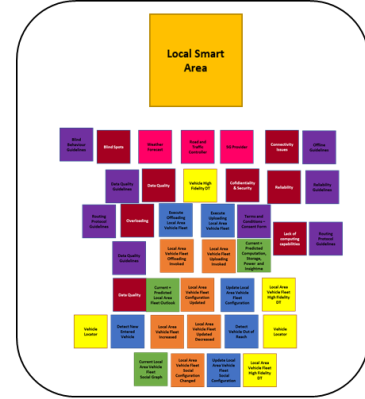 Local Smart
Area
Blind
Behaviour
Guidelines
Blind Spots
Weather
Forecast
Road and
Traffic
Controller
Connectivity
Issues
Offline
Guidelines
Data Quality
Guidelines
Data Quality
Vehicle High
Fidelity DT
Cofidentiality
& Security
Reliability
Reliability
Guidelines
Routing
Protocol
Guidelines
Overloading
Execute
Offloading
Local Area
Vehicle Fleet
Execute
Uploading
Local Area
Vehicle Fleet
Terms and
Conditions –
Consent Form
Lack of
computing
capabilities
Routing
Protocol
Guidelines
Data Quality
Guidelines
Local Area
Vehicle Fleet
Offloading
Invoked
Local Area
Vehicle Fleet
Uploading
Invoked
Current +
Predicted
Computation,
Storage,
Power and
Data Quality
Current +
Predicted
Local Area
Fleet Outlook
Local Area
Vehicle Fleet
Configuration
Updated
Update Local Area
Vehicle Fleet
Configuration
Local Area
Vehicle Fleet
High Fidelity
DT
Vehicle
Locator
Detect New
Entered
Vehicle
Local Area
Vehicle Fleet
Increased
Local Area
Vehicle Fleet
Updated
Decreased
Detect
Vehicle Out of
Reach
Vehicle
Locator
Current Local
Area Vehicle
Fleet
Social Graph
Local Area
Vehicle Fleet
Social
Configuration
Changed
Update Local Area
Vehicle Fleet
Social
Configuration
Local Area
Vehicle Fleet
High Fidelity
DT